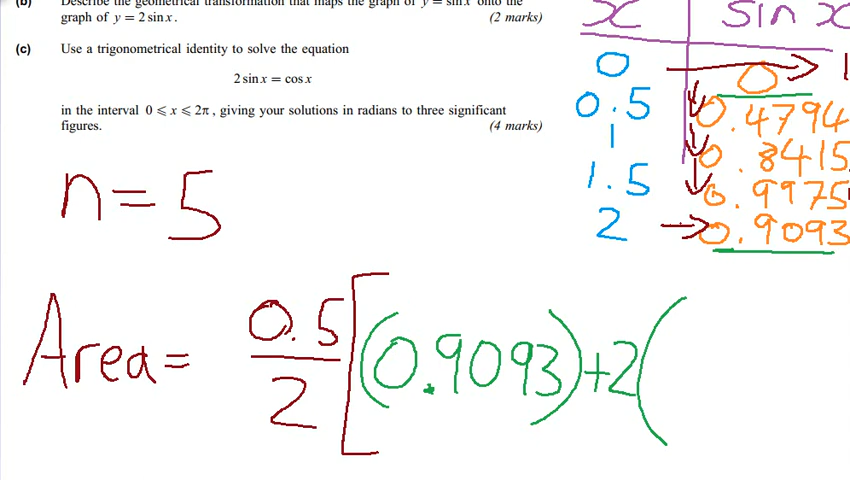 (b) Describe the geometrical transformation that maps the graph of y = sin x onto the
graph of y = 2 sin x. (2 marks)
(c) Use a trigonometrical identity to solve the equation
2 sin x = cos x
in the interval 0 ⩽ x ⩽ 2π, giving your solutions in radians to three significant
figures. (4 marks)
x sin x
0 0
0.5 0.4794
1 0.8415
1.5 0.9975
2 0.9093
n = 5
Area = 0.5/2 [(0.9093)+2(